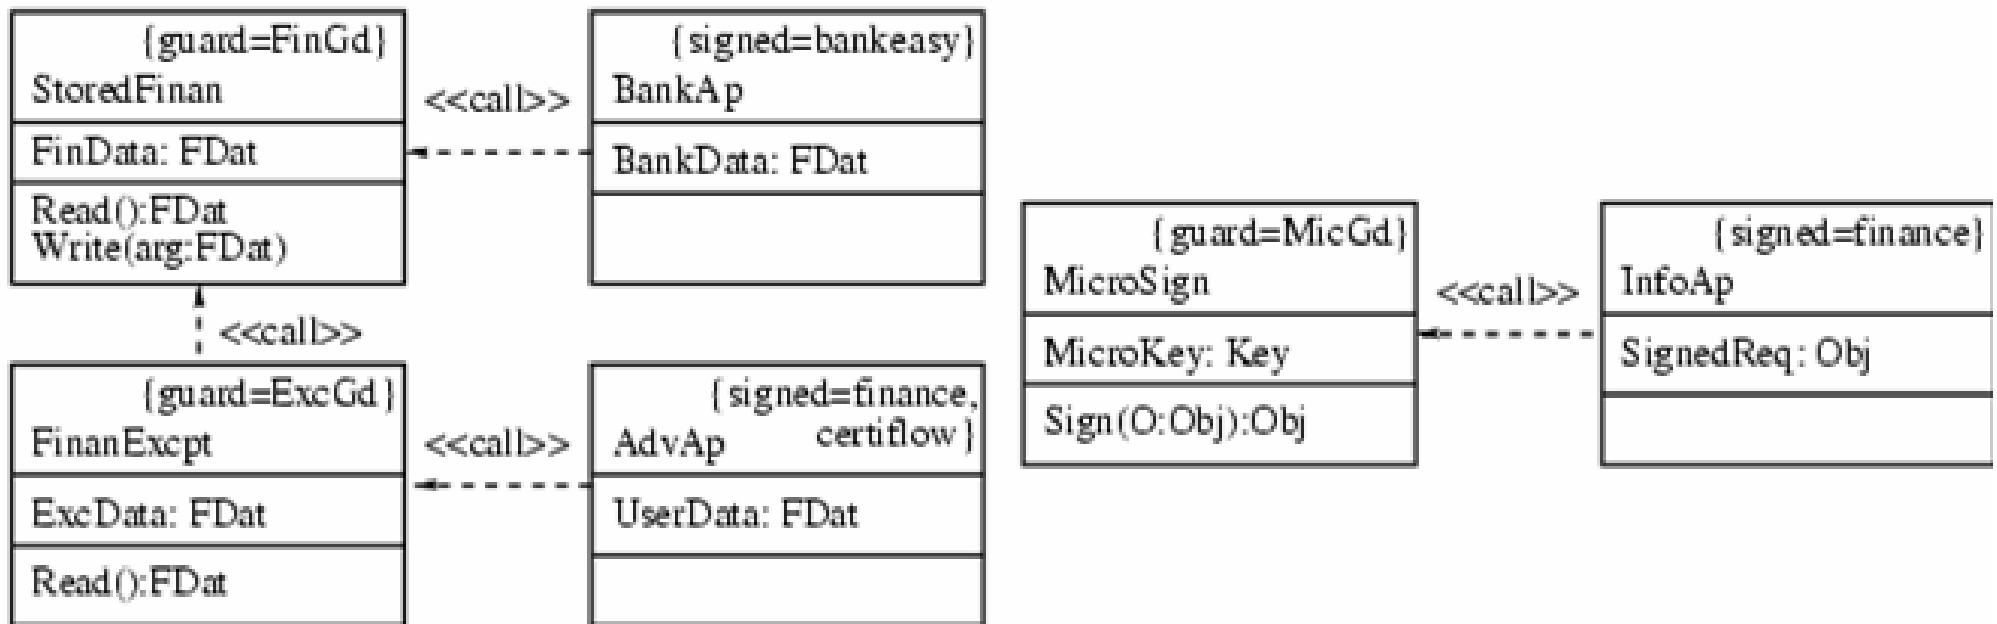 {guard=FinGd}
StoredFinan
FinData: FDat
Read():FDat
Write(arg:FDat)
<<call>>
{signed=bankeasy}
BankAp
BankData: FDat
<<call>>
{guard=ExcGd}
FinanExcpt
ExcData: FDat
Read():FDat
<<call>>
{signed=finance,
certiflow}
AdvAp
UserData: FDat
{guard=MicGd}
MicroSign
MicroKey: Key
Sign(O:Obj):Obj
<<call>>
{signed=finance}
InfoAp
SignedReq: Obj